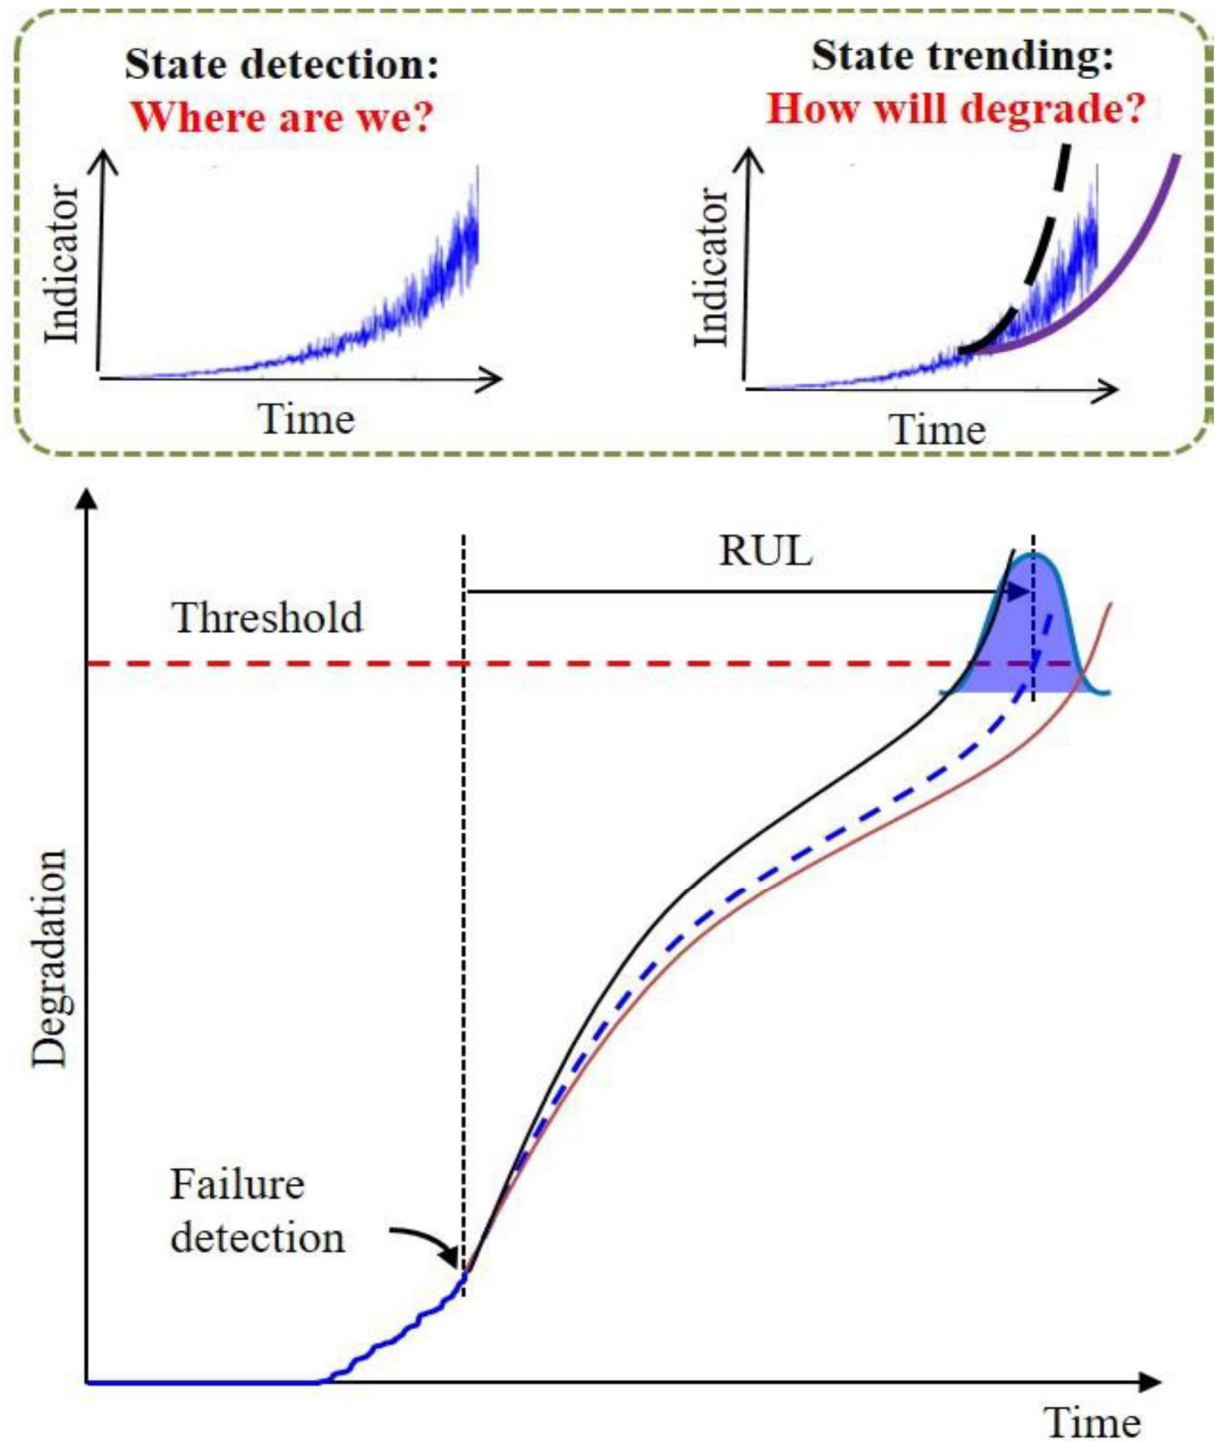 State detection:
Where are we?
Indicator
Time
State trending:
How will degrade?
Indicator
Time
RUL
Threshold
Degradation
Failure
detection
Time